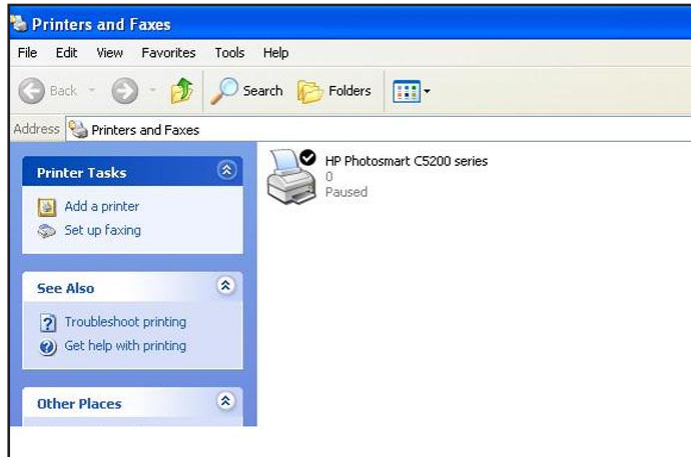 Printers and Faxes
File Edit View Favorites Tools Help
Back Search Folders
Address Printers and Faxes
Printer Tasks
Add a printer
Set up faxing
See Also
Troubleshoot printing
Get help with printing
Other Places
HP Photosmart C5200 series
0
Paused